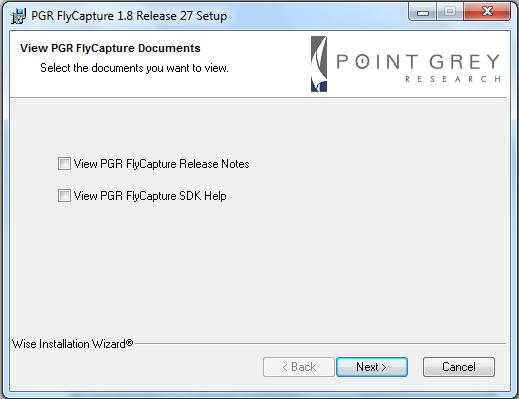 PGR FlyCapture 1.8 Release 27 Setup
View PGR FlyCapture Documents
Select the documents you want to view.
POINT GREY
RESEARCH
View PGR FlyCapture Release Notes
View PGR FlyCapture SDK Help
Wise Installation Wizard®
< Back
Next >
Cancel